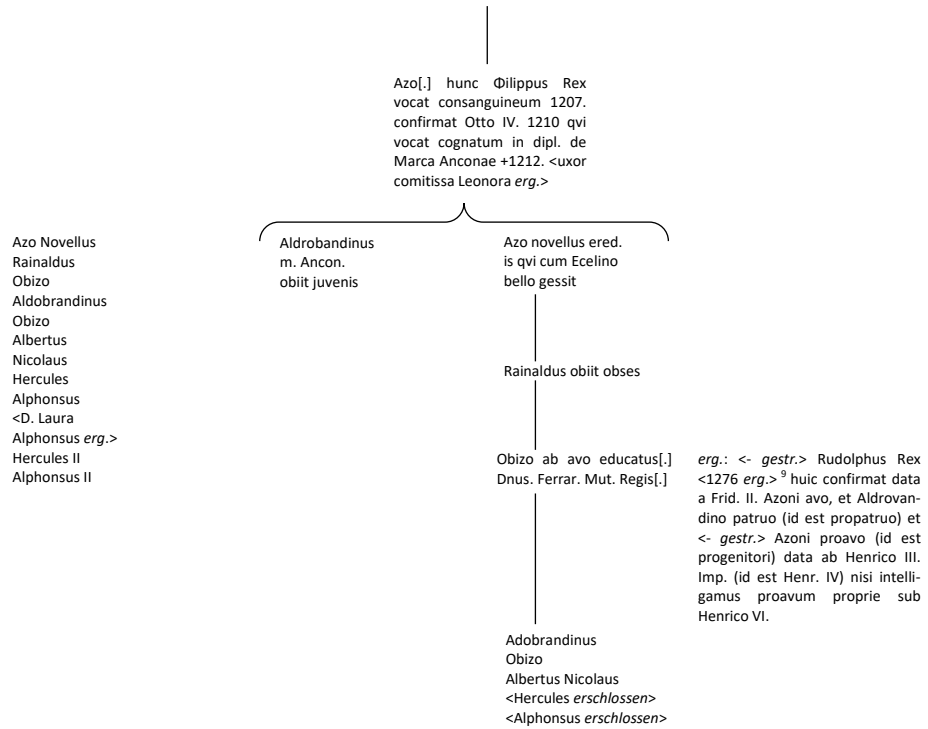 Azo[.] hunc Φilippus Rex
vocat consanguineum 1207.
confirmat Otto IV. 1210 qvi
vocat cognatum in dipl. de
Marca Anconae +1212. <uxor
comitissa Leonora erg.>
Azo Novellus
Rainaldus
Obizo
Aldobrandinus
Obizo
Albertus
Nicolaus
Hercules
Alphonsus
<D. Laura
Alphonsus erg.>
Hercules II
Alphonsus II
Aldrobandinus
m. Ancon.
obiit juvenis
Azo novellus ered.
is qvi cum Ecelino
bello gessit
Rainaldus obiit obses
Obizo ab avo educatus[.]
Dnus. Ferrar. Mut. Regis[.]
erg.: <- gestr.> Rudolphus Rex
<1276 erg.> 9 huic confirmat data
a Frid. II. Azoni avo, et Aldrovan-
dino patruo (id est propatruo) et
<- gestr.> Azoni proavo (id est
progenitori) data ab Henrico III.
Imp. (id est Henr. IV) nisi intelli-
gamus proavum proprie sub
Henrico VI.
Adobrandinus
Obizo
Albertus Nicolaus
<Hercules erschlossen>
<Alphonsus erschlossen>